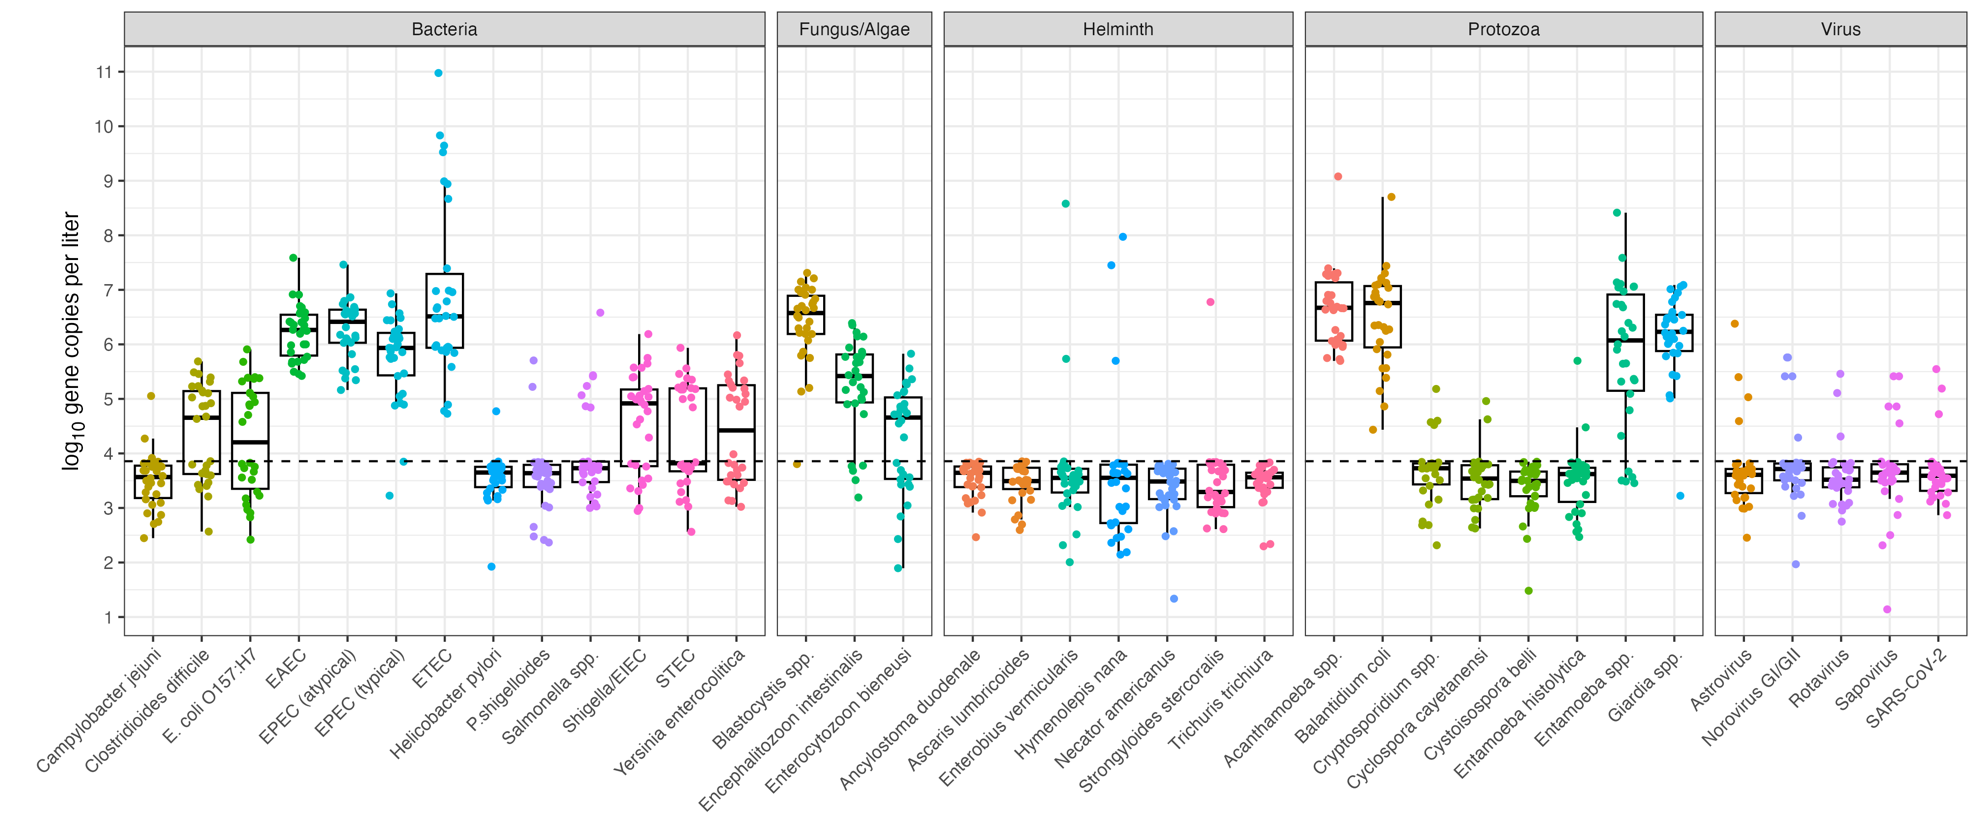 Bacteria
Fungus/Algae
Helminth
Protozoa
Virus
log10 gene copies per liter
11
10
9
8
7
6
5
4
3
2
1
Campylobacter jejuni
Clostridioides difficile
E. coli O157:H7
EAEC
EPEC (atypical)
EPEC (typical)
ETEC
Helicobacter pylori
P.shigelloides
Salmonella spp.
Shigella/EIEC
STEC
Yersinia enterocolitica
Blastocystis spp.
Encephalitozoon intestinalis
Enterocytozoon bieneusi
Ancylostoma duodenale
Ascaris lumbricoides
Enterobius vermicularis
Hymenolepis nana
Necator americanus
Strongyloides stercoralis
Trichuris trichiura
Acanthamoeba spp.
Balantidium coli
Cryptosporidium spp.
Cyclospora cayetanensi
Cystoisospora belli
Entamoeba histolytica
Entamoeba spp.
Giardia spp.
Astrovirus
Norovirus GI/GII
Rotavirus
Sapovirus
SARS-CoV-2